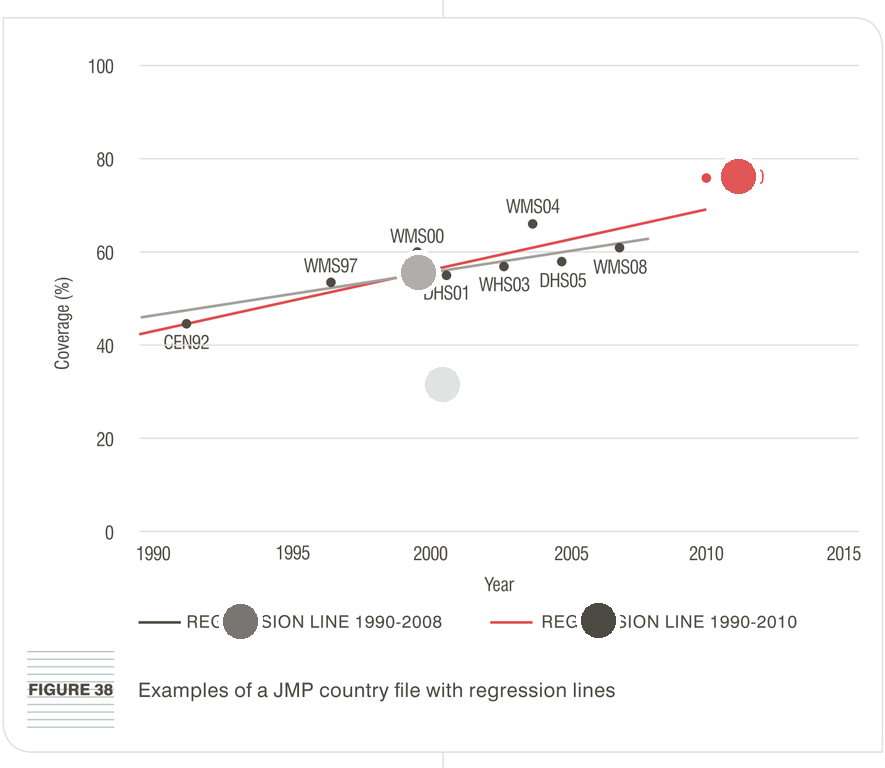 100
80
60
40
20
0
Coverage (%)
WMS04
WMS00
WMS97
DHS01
WHS03
DHS05
WMS08
CEN92
1990 1995 2000 2005 2010 2015
Year
LINE 1990-2008
LINE 1990-2010
FIGURE 38 Examples of a JMP country file with regression lines